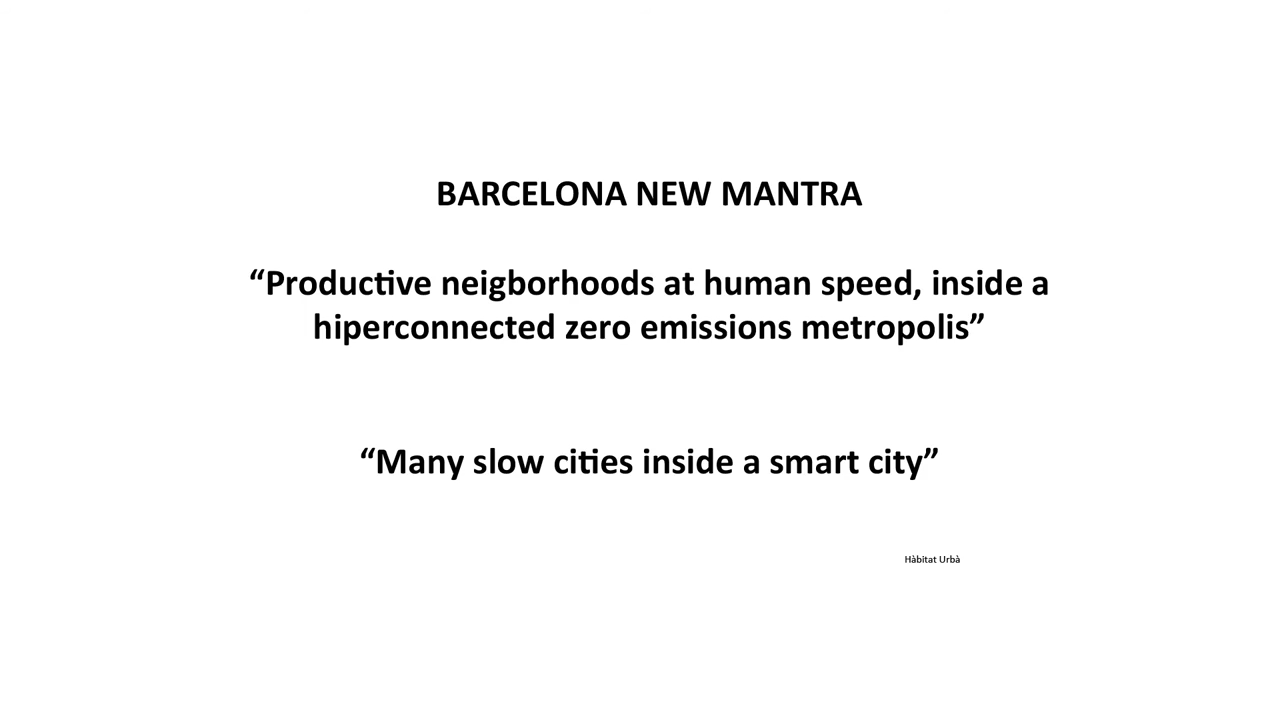 BARCELONA NEW MANTRA
“Productive neigborhoods at human speed, inside a
hiperconnected zero emissions metropolis”
“Many slow cities inside a smart city”
Hàbitat Urbà